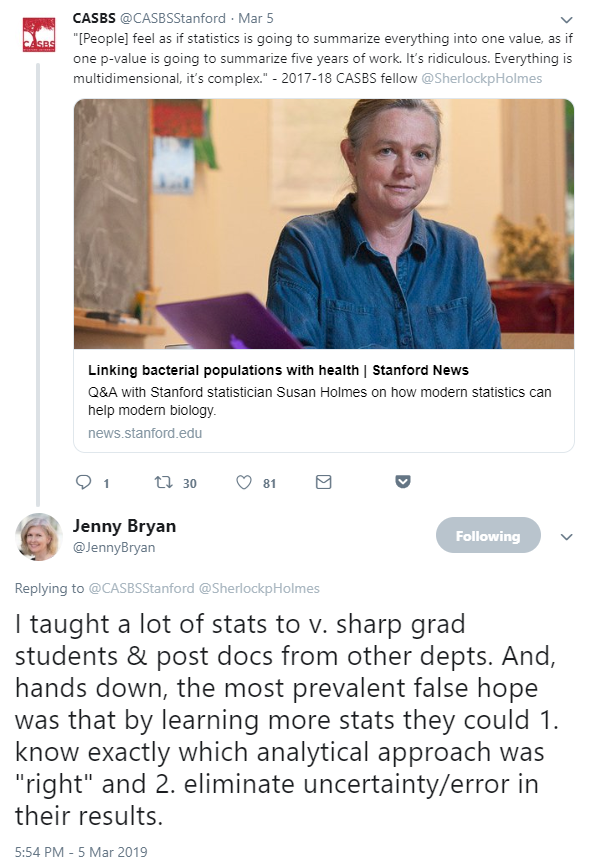 CASBS @CASBSStanford · Mar 5
"[People] feel as if statistics is going to summarize everything into one value, as if
one p-value is going to summarize five years of work. It's ridiculous. Everything is
multidimensional, it's complex." - 2017-18 CASBS fellow @SherlockpHolmes
CASBS
Linking bacterial populations with health | Stanford News
Q&A with Stanford statistician Susan Holmes on how modern statistics can
help modern biology.
news.stanford.edu
1 30 81
Jenny Bryan
@JennyBryan
Following
Replying to @CASBSStanford @SherlockpHolmes
I taught a lot of stats to v. sharp grad
students & post docs from other depts. And,
hands down, the most prevalent false hope
was that by learning more stats they could 1.
know exactly which analytical approach was
"right" and 2. eliminate uncertainty/error in
their results.
5:54 PM - 5 Mar 2019